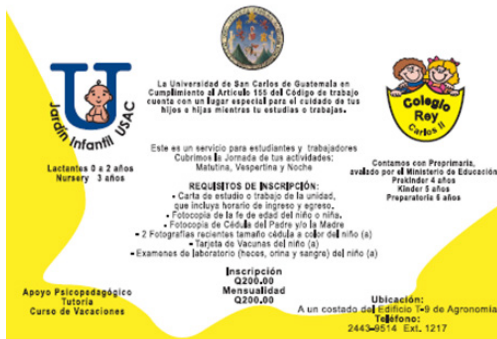 La Universidad de San Carlos de Guatemala en
Cumplimiento al Artículo 155 del Código de trabajo
cuenta con un lugar especial para el cuidado de tus
hijos e hijas mientras tu estudias o trabajas.
U
Jardín Infantil USAC
Lactantes 0 a 2 años
Nursery 3 años
Colegio
Rey
Carlos II
Contamos con Preprimaria,
avalado por el Ministerio de Educación
Prekinder 4 años
Kinder 5 años
Preparatoria 6 años
Este es un servicio para estudiantes y trabajadores
Cubrimos la Jornada de tus actividades:
Matutina, Vespertina y Noche
REQUISITOS DE INSCRIPCIÓN:
- Carta de estudio o trabajo de la unidad,
que incluya horario de ingreso y egreso.
- Fotocopia de la fe de edad del niño o niña.
- Fotocopia de Cédula del Padre y/o la Madre
- 2 Fotografías recientes tamaño cédula a color del niño (a)
- Tarjeta de Vacunas del niño (a)
- Examenes de laboratorio (heces, orina y sangre) del niño (a)
Inscripción
Q200.00
Mensualidad
Q200.00
Apoyo Psicopedagógico
Tutoría
Curso de Vacaciones
Ubicación:
A un costado del Edificio T-9 de Agronomía
Teléfono:
2443-9514 Ext. 1217